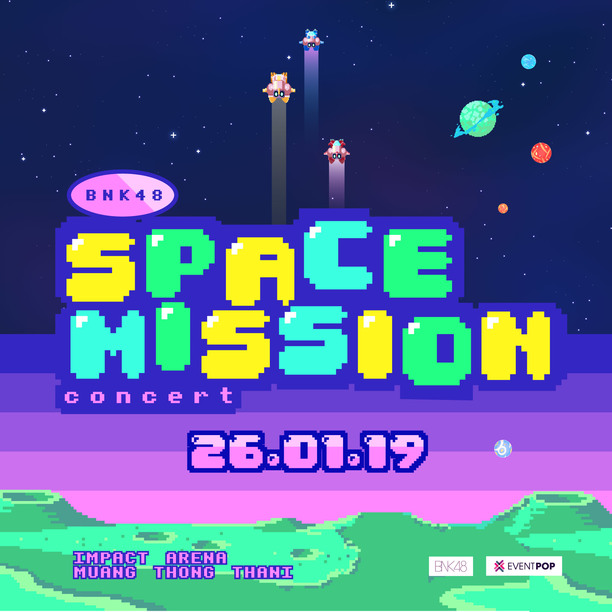 BNK48
SPACE
MISSION
concert
26.01.19
IMPACT ARENA
MUANG THONG THANI
BNK48
EVENTPOP